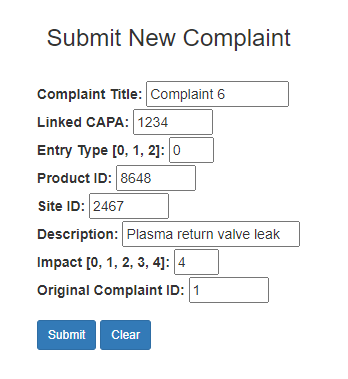 Submit New Complaint
Complaint Title: Complaint 6
Linked CAPA: 1234
Entry Type [0, 1, 2]: 0
Product ID: 8648
Site ID: 2467
Description: Plasma return valve leak
Impact [0, 1, 2, 3, 4]: 4
Original Complaint ID: 1
Submit Clear